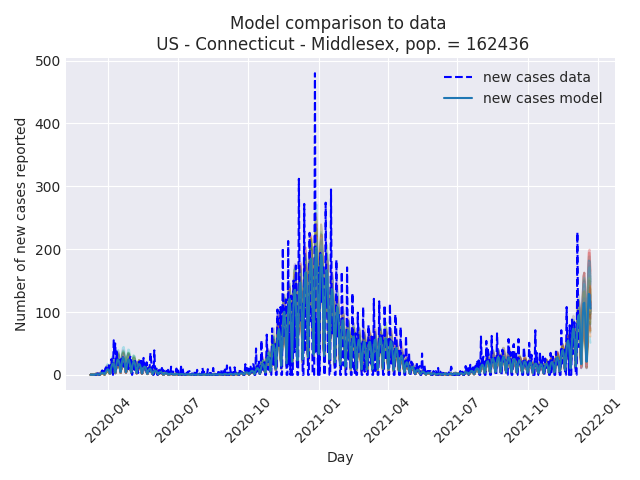 Model comparison to data
US - Connecticut - Middlesex, pop. = 162436
new cases data
new cases model
Number of new cases reported
500
400
300
200
100
0
2020-04
2020-07
2020-10
2021-01
2021-04
2021-07
2021-10
2022-01
Day